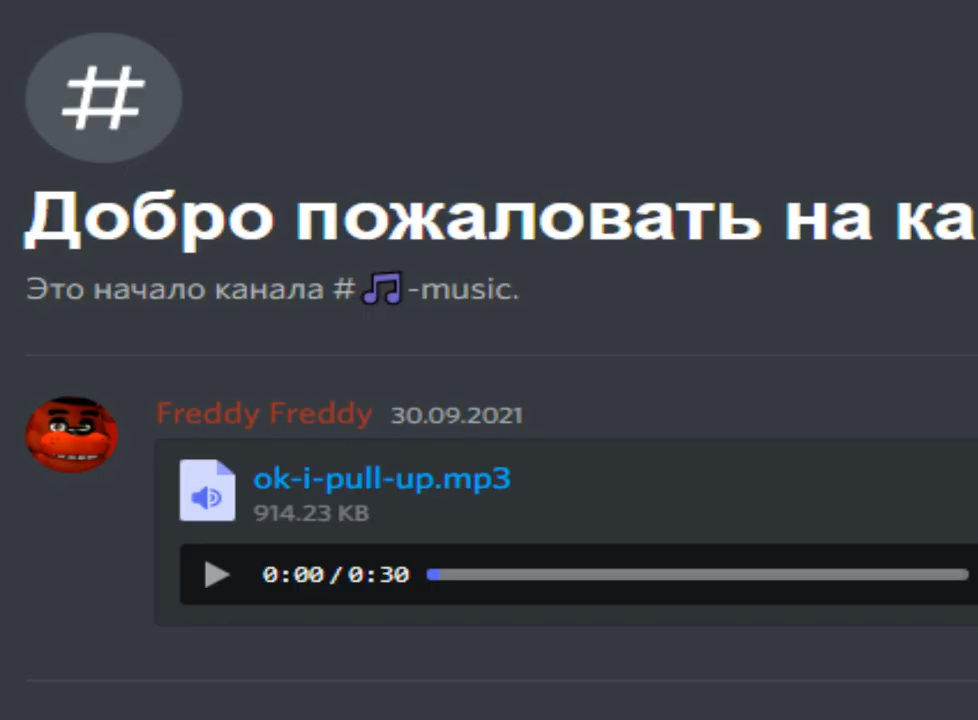 #
Добро пожаловать на ка
Это начало канала #🎵-music.
Freddy Freddy 30.09.2021
ok-i-pull-up.mp3
914.23 KB
0:00/0:30